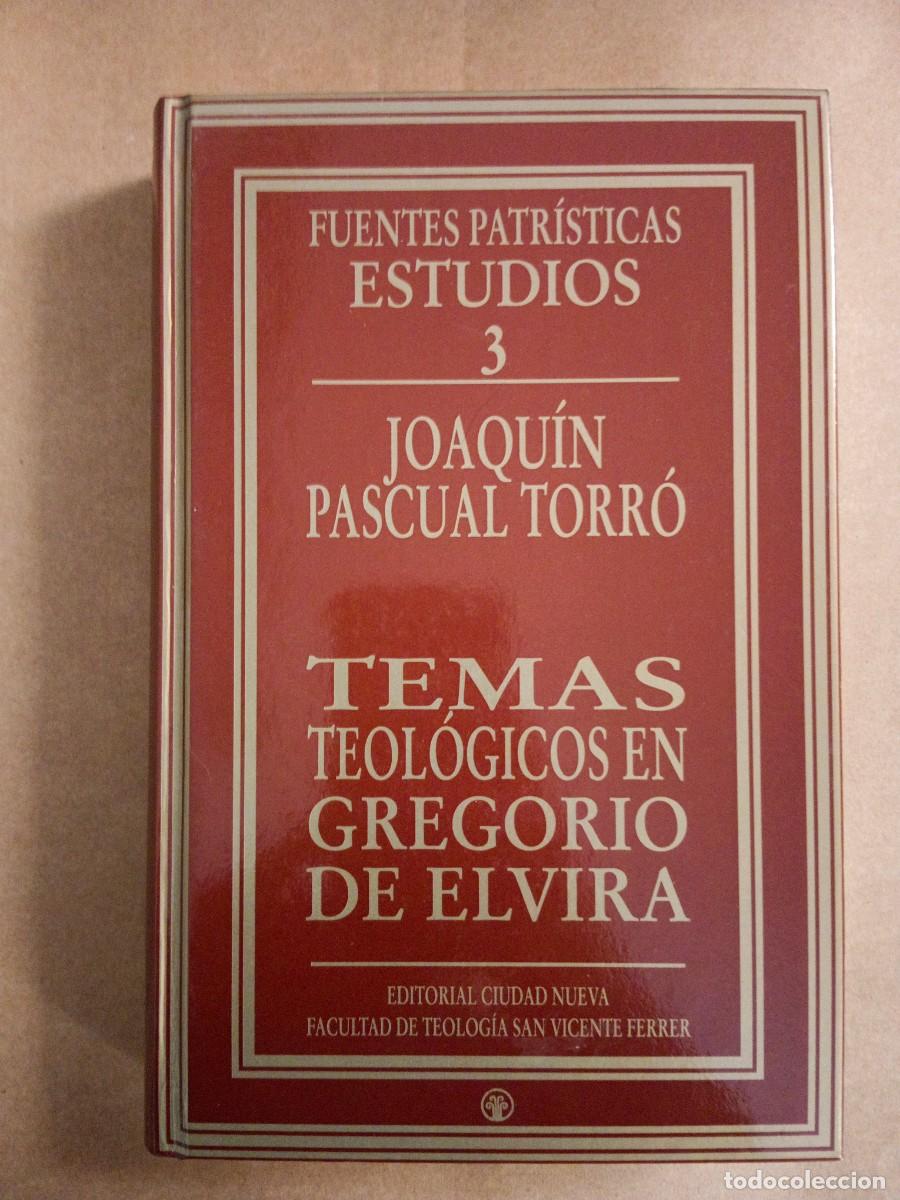 FUENTES PATRÍSTICAS
ESTUDIOS
3
JOAQUÍN
PASCUAL TORRÓ
TEMAS
TEOLÓGICOS EN
GREGORIO
DE ELVIRA
EDITORIAL CIUDAD NUEVA
FACULTAD DE TEOLOGÍA SAN VICENTE FERRER
todocoleccion